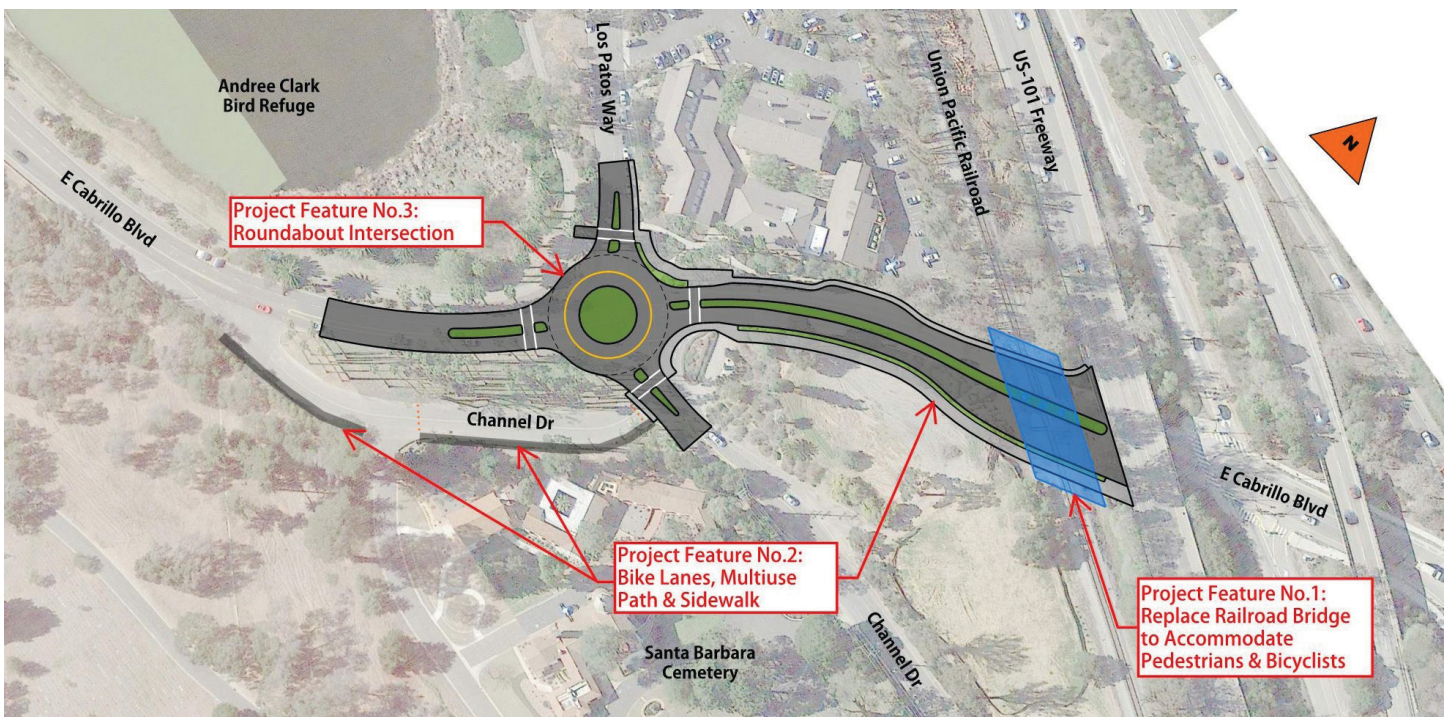 Andree Clark
Bird Refuge
Los Patos Way
Union Pacific Railroad
US-101 Freeway
N
E Cabrillo Blvd
Project Feature No.3:
Roundabout Intersection
Channel Dr
E Cabrillo Blvd
Project Feature No.2:
Bike Lanes, Multiuse
Path & Sidewalk
Project Feature No.1:
Replace Railroad Bridge
to Accommodate
Pedestrians & Bicyclists
Santa Barbara
Cemetery
Channel Dr